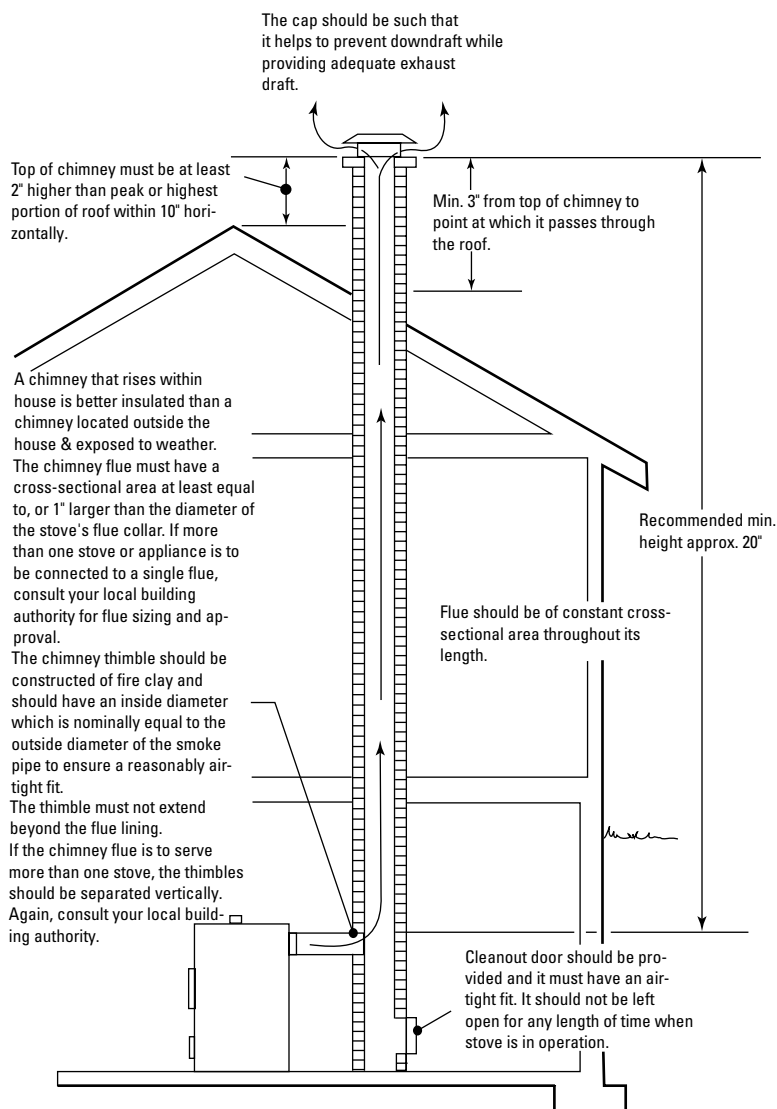 The cap should be such that
it helps to prevent downdraft while
providing adequate exhaust
draft.
Top of chimney must be at least
2" higher than peak or highest
portion of roof within 10" hori-
zontally.
Min. 3" from top of chimney to
point at which it passes through
the roof.
A chimney that rises within
house is better insulated than a
chimney located outside the
house & exposed to weather.
The chimney flue must have a
cross-sectional area at least equal
to, or 1" larger than the diameter of
the stove's flue collar. If more
than one stove or appliance is to
be connected to a single flue,
consult your local building
authority for flue sizing and ap-
proval.
The chimney thimble should be
constructed of fire clay and
should have an inside diameter
which is nominally equal to the
outside diameter of the smoke
pipe to ensure a reasonably air-
tight fit.
The thimble must not extend
beyond the flue lining.
If the chimney flue is to serve
more than one stove, the thimbles
should be separated vertically.
Again, consult your local build-
ing authority.
Recommended min.
height approx. 20"
Flue should be of constant cross-
sectional area throughout its
length.
Cleanout door should be pro-
vided and it must have an air-
tight fit. It should not be left
open for any length of time when
stove is in operation.